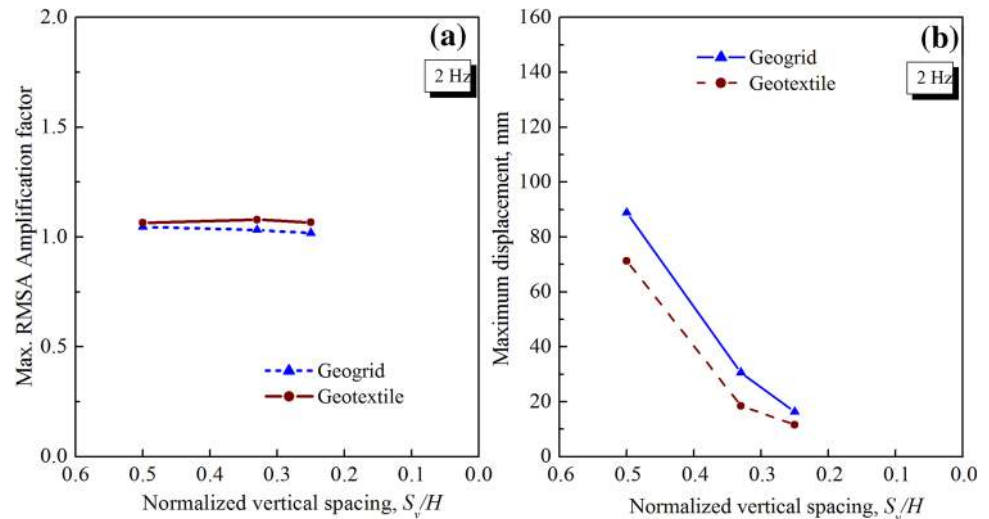 (a)
2 Hz
2.0
1.5
1.0
0.5
0.0
Max. RMSA Amplification factor
Geogrid
Geotextile
0.6 0.5 0.4 0.3 0.2 0.1 0.0
Normalized vertical spacing, Sv/H
(b)
2 Hz
160
140
120
100
80
60
40
20
0
Maximum displacement, mm
Geogrid
Geotextile
0.6 0.5 0.4 0.3 0.2 0.1 0.0
Normalized vertical spacing, Sv/H